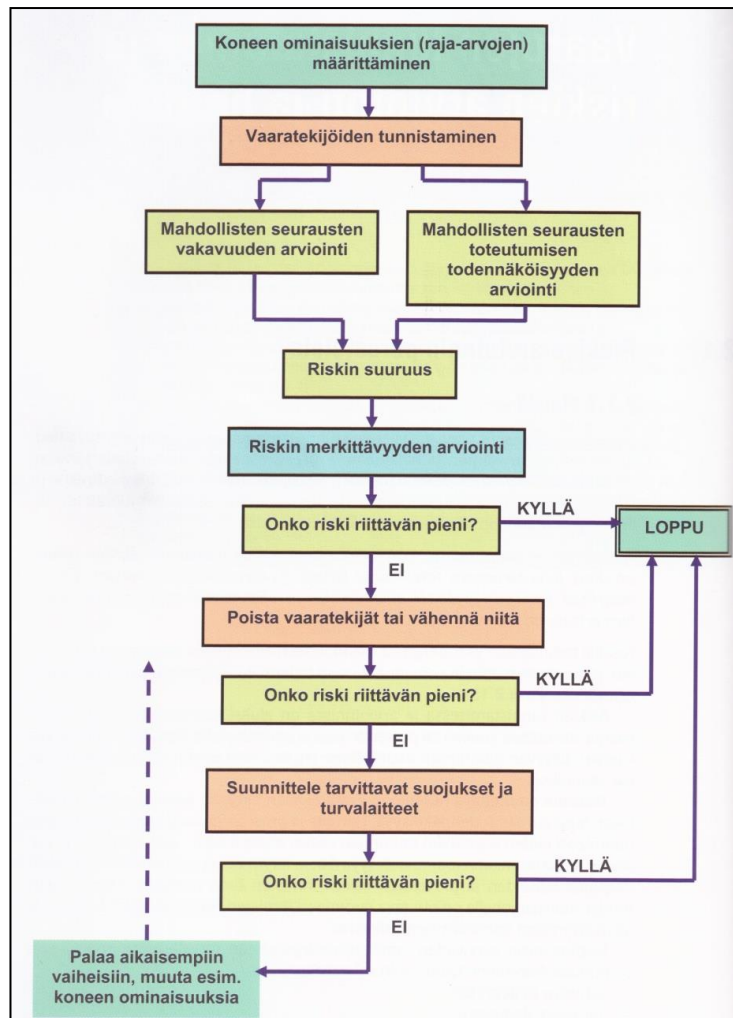 Koneen ominaisuuksien (raja-arvojen)
määrittäminen
Vaaratekijöiden tunnistaminen
Mahdollisten seurausten
vakavuuden arviointi
Mahdollisten seurausten
toteutumisen
todennäköisyyden
arviointi
Riskin suuruus
Riskin merkittävyyden arviointi
Onko riski riittävän pieni?
KYLLÄ
LOPPU
EI
Poista vaaratekijät tai vähennä niitä
Onko riski riittävän pieni?
KYLLÄ
EI
Suunnittele tarvittavat suojukset ja
turvalaitteet
Onko riski riittävän pieni?
KYLLÄ
EI
Palaa aikaisempiin
vaiheisiin, muuta esim.
koneen ominaisuuksia